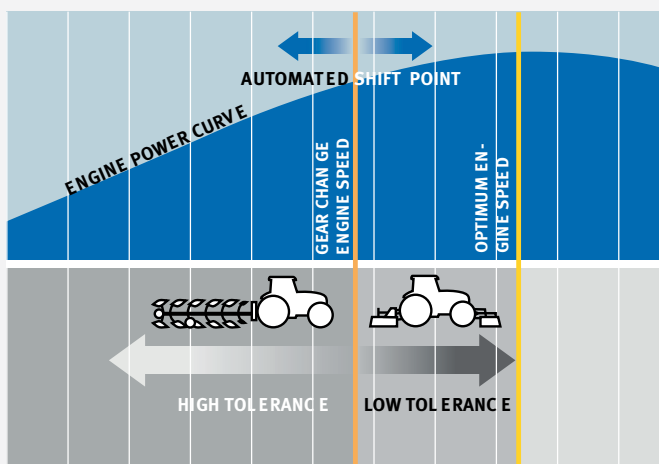 AUTOMATED SHIFT POINT
ENGINE POWER CURVE
GEAR CHANGE
ENGINE SPEED
OPTIMUM EN-
GINE SPEED
HIGH TOLERANCE
LOW TOLERANCE